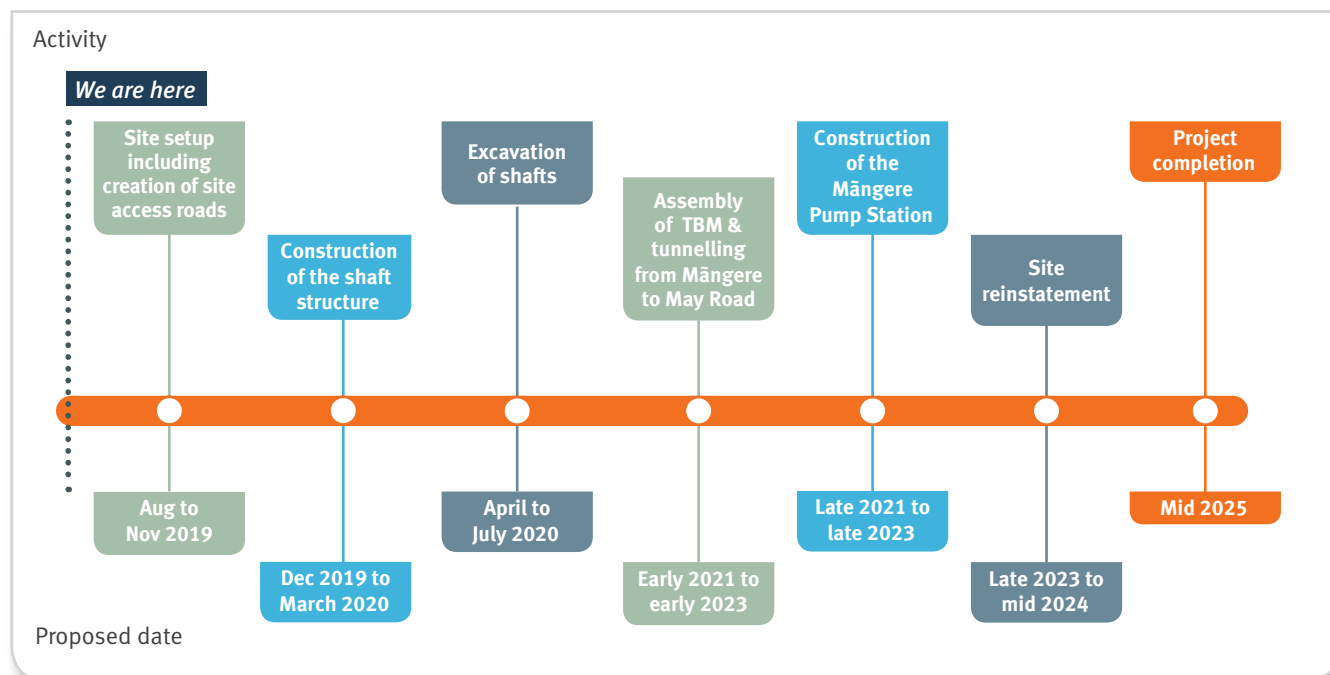 Activity
We are here
Site setup
including
creation of site
access roads
Construction
of the shaft
structure
Excavation
of shafts
Assembly
of TBM &
tunnelling
from Māngere
to May Road
Construction
of the
Māngere
Pump Station
Site
reinstatement
Project
completion
Aug to
Nov 2019
Dec 2019 to
March 2020
April to
July 2020
Early 2021 to
early 2023
Late 2021 to
late 2023
Late 2023 to
mid 2024
Mid 2025
Proposed date